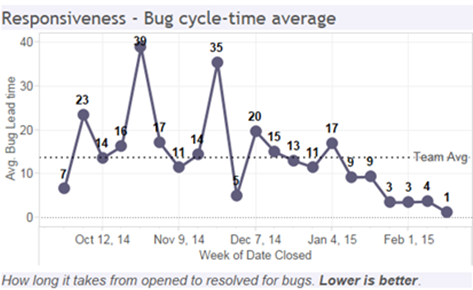 Responsiveness - Bug cycle-time average
Avg. Bug Lead time
40
30
20
10
0
7
23
14
16
39
17
11
14
35
5
20
15
13
11
17
9
9
3
3
4
1
Team Avg
Oct 12, 14
Nov 9, 14
Dec 7, 14
Jan 4, 15
Feb 1, 15
Week of Date Closed
How long it takes from opened to resolved for bugs. Lower is better.